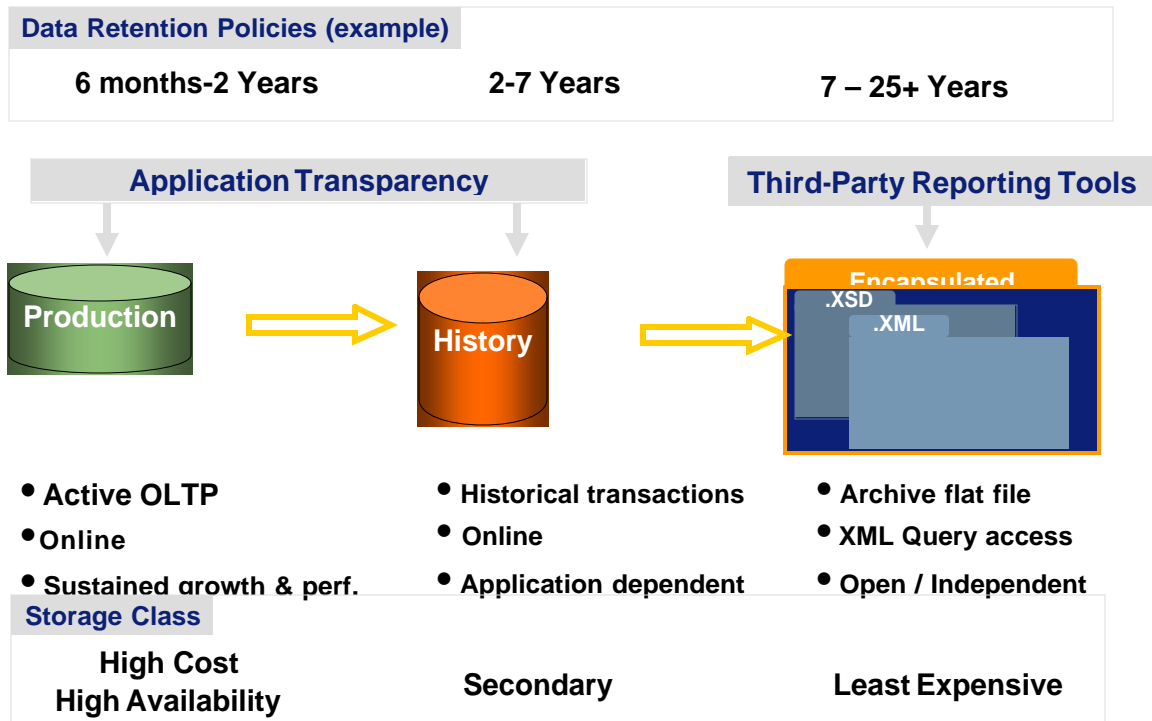 Data Retention Policies (example)
6 months-2 Years
2-7 Years
7 – 25+ Years
Application Transparency
Third-Party Reporting Tools
Production
History
Encapsulated
.XSD
.XML
• Active OLTP
• Online
• Sustained growth & perf.
• Historical transactions
• Online
• Application dependent
• Archive flat file
• XML Query access
• Open / Independent
Storage Class
High Cost
High Availability
Secondary
Least Expensive